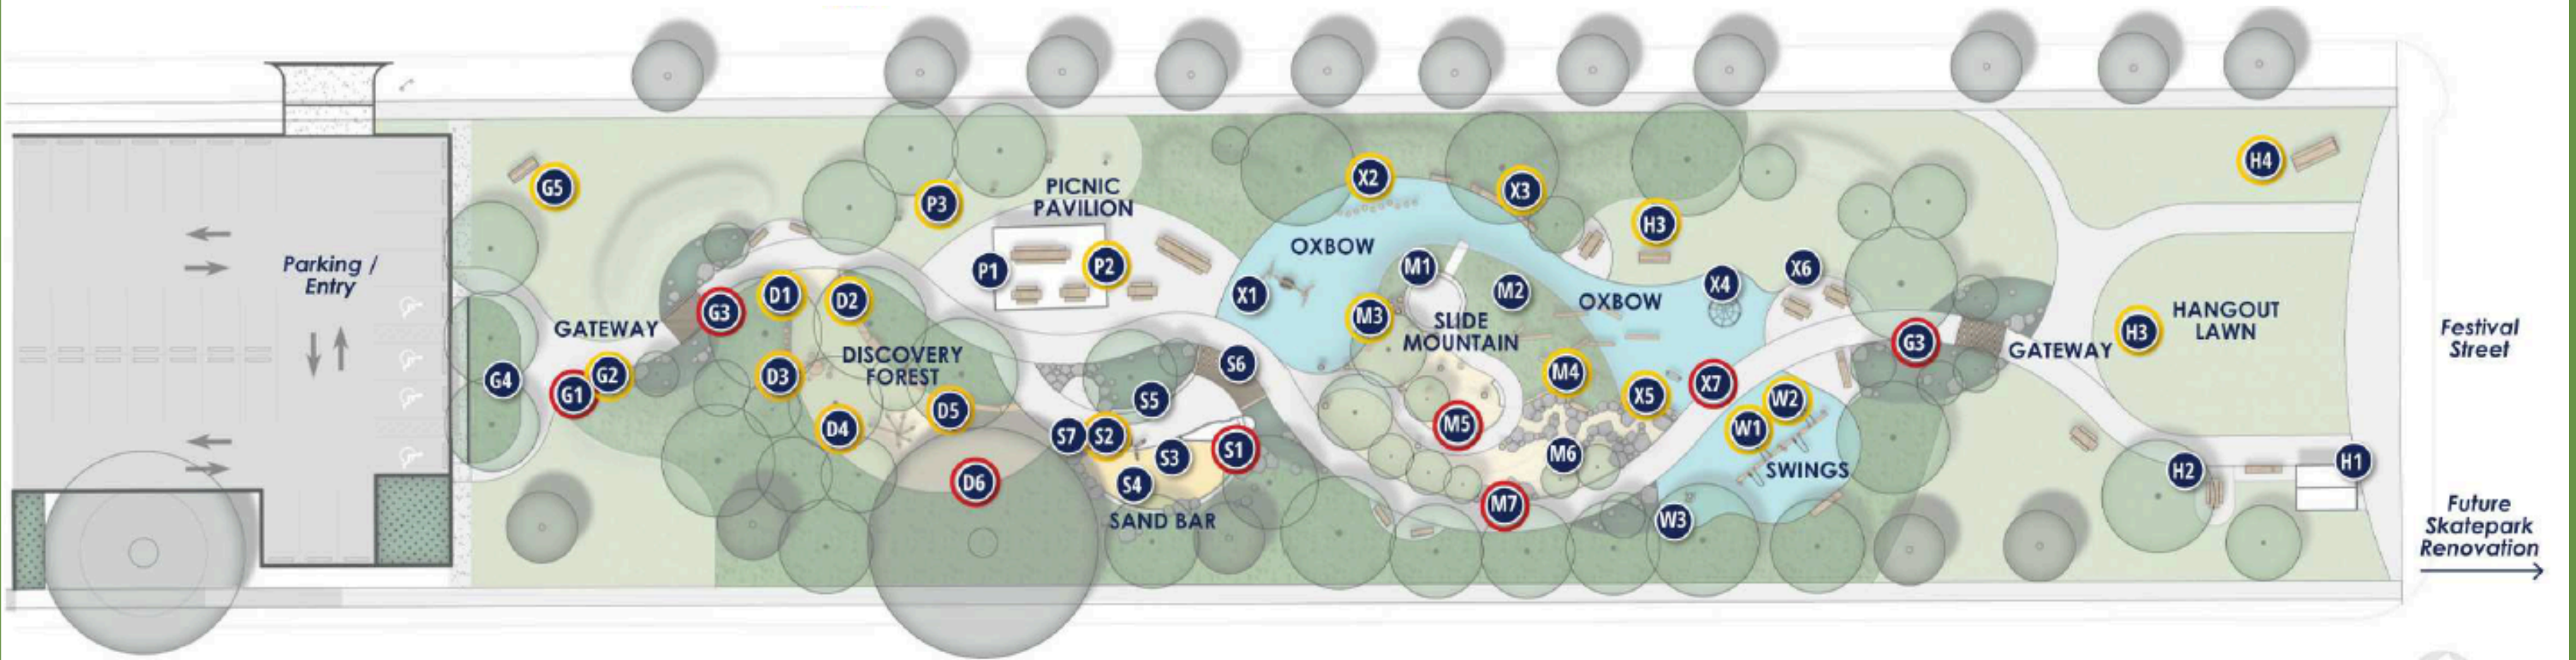 H4
X2
G5
X3
PICNIC
PAVILION
P3
H3
OXBOW
Parking /
Entry
P1
P2
M1
X6
X4
D1
D2
X1
M2
OXBOW
G3
M3
SLIDE
MOUNTAIN
HANGOUT
LAWN
H3
GATEWAY
G3
GATEWAY
Festival
Street
DISCOVERY
FOREST
S6
G4
G2
G1
D3
M4
X7
X5
S5
W2
D5
D4
S7
S2
M5
W1
S1
S3
M6
SWINGS
H2
H1
D6
S4
M7
SAND BAR
W3
Future
Skatepark
Renovation